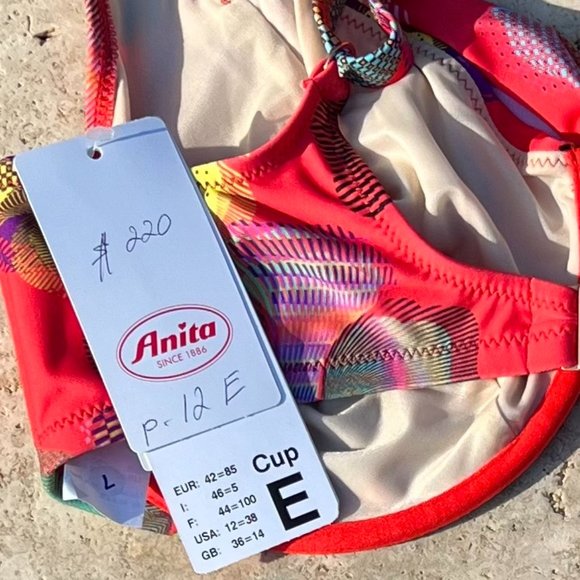 $ 220
Anita
SINCE 1886
P. 12 E
EUR: 42=85
I: 46=5
F: 44=100
USA: 12=38
GB: 36=14
Cup
E
L